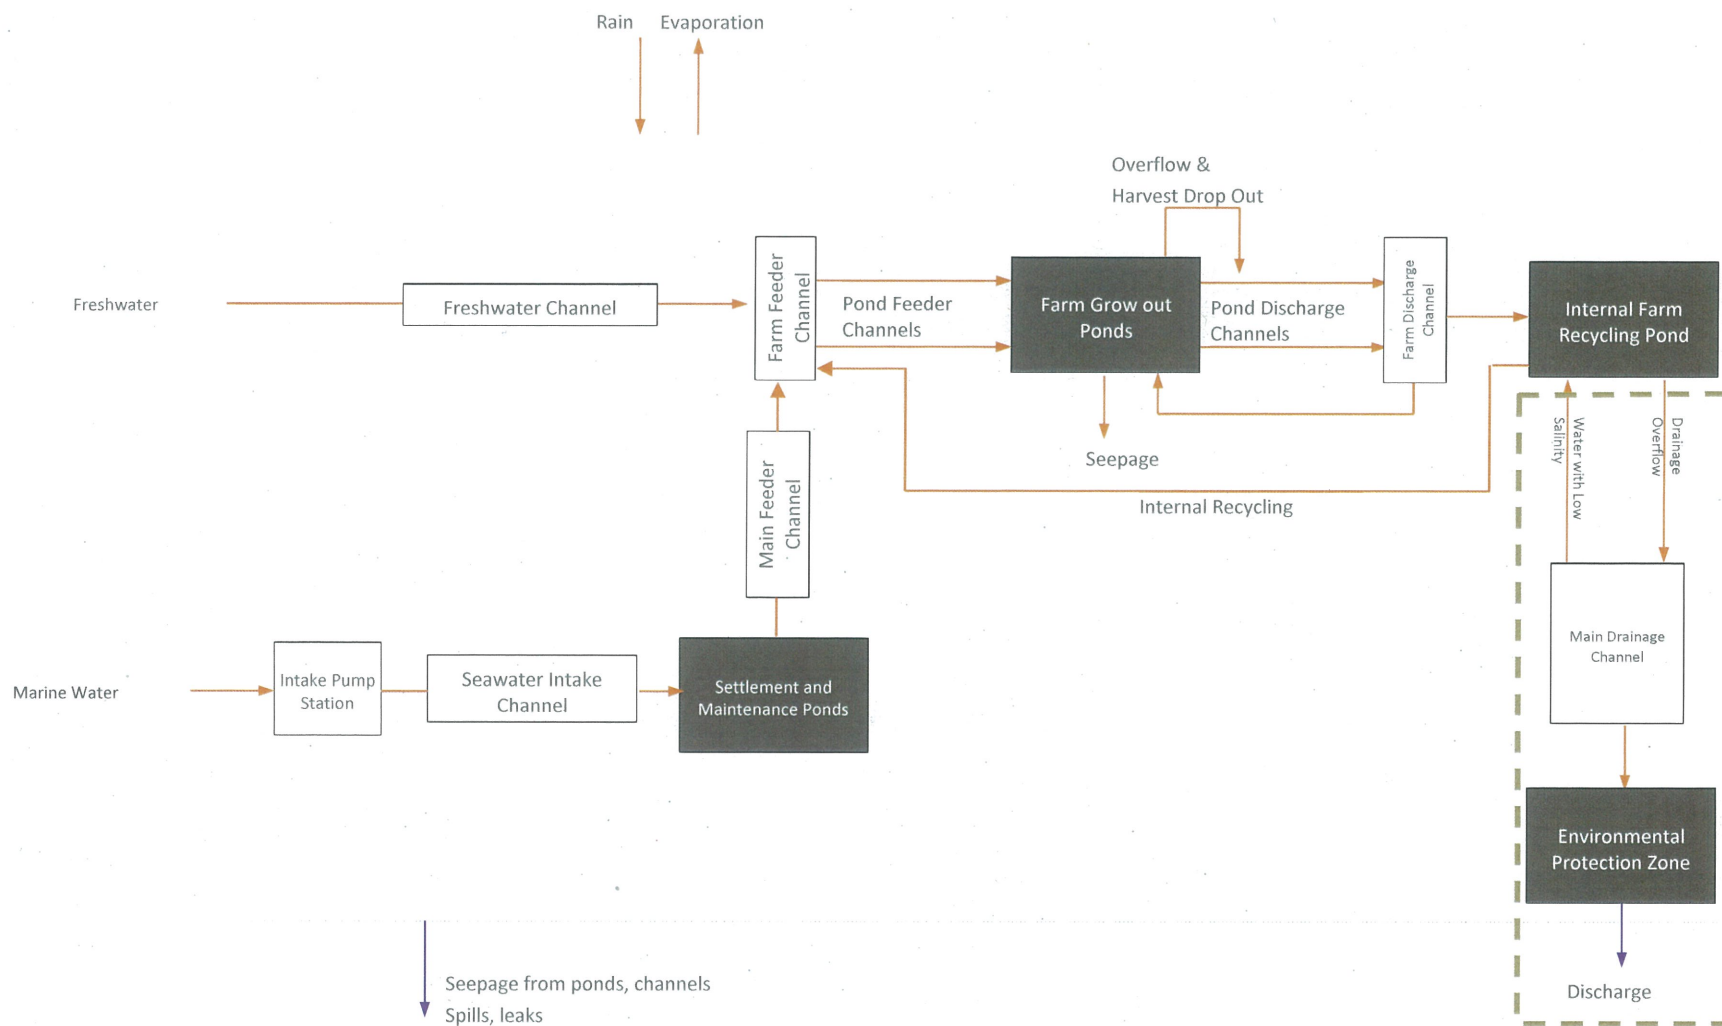 Rain
Evaporation
Overflow &
Harvest Drop Out
Freshwater
Freshwater Channel
Farm Feeder
Channel
Pond Feeder
Channels
Farm Grow out
Ponds
Pond Discharge
Channels
Farm Discharge
Channel
Internal Farm
Recycling Pond
Seepage
Internal Recycling
Water with Low
Salinity
Drainage
Overflow
Main Feeder
Channel
Main Drainage
Channel
Marine Water
Intake Pump
Station
Seawater Intake
Channel
Settlement and
Maintenance Ponds
Environmental
Protection Zone
Discharge
Seepage from ponds, channels
Spills, leaks